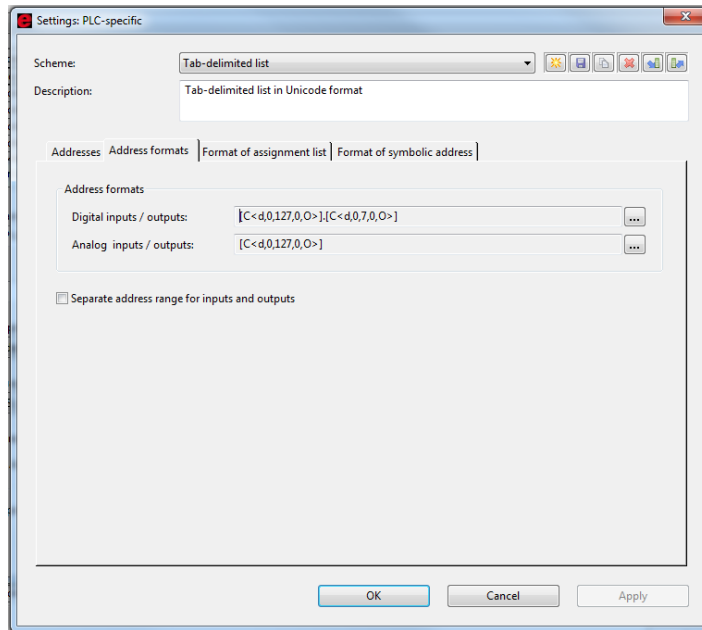 Settings: PLC-specific
Scheme: Tab-delimited list
Description: Tab-delimited list in Unicode format
Addresses Address formats Format of assignment list Format of symbolic address
Address formats
Digital inputs / outputs: [C<d,0,127,0,O>].[C<d,0,7,0,O>] ...
Analog inputs / outputs: [C<d,0,127,0,O>] ...
Separate address range for inputs and outputs
OK Cancel Apply